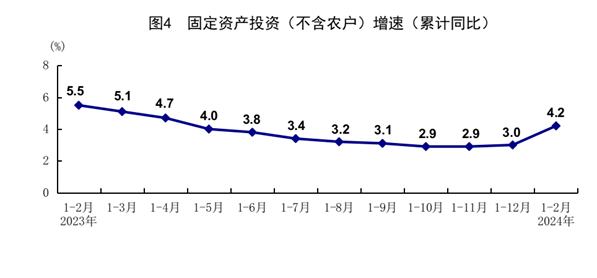 图4　固定资产投资（不含农户）增速（累计同比）
(%)
8
6
4
2
0
5.5 5.1 4.7 4.0 3.8 3.4 3.2 3.1 2.9 2.9 3.0 4.2
1-2月 1-3月 1-4月 1-5月 1-6月 1-7月 1-8月 1-9月 1-10月 1-11月 1-12月 1-2月
2023年 2024年